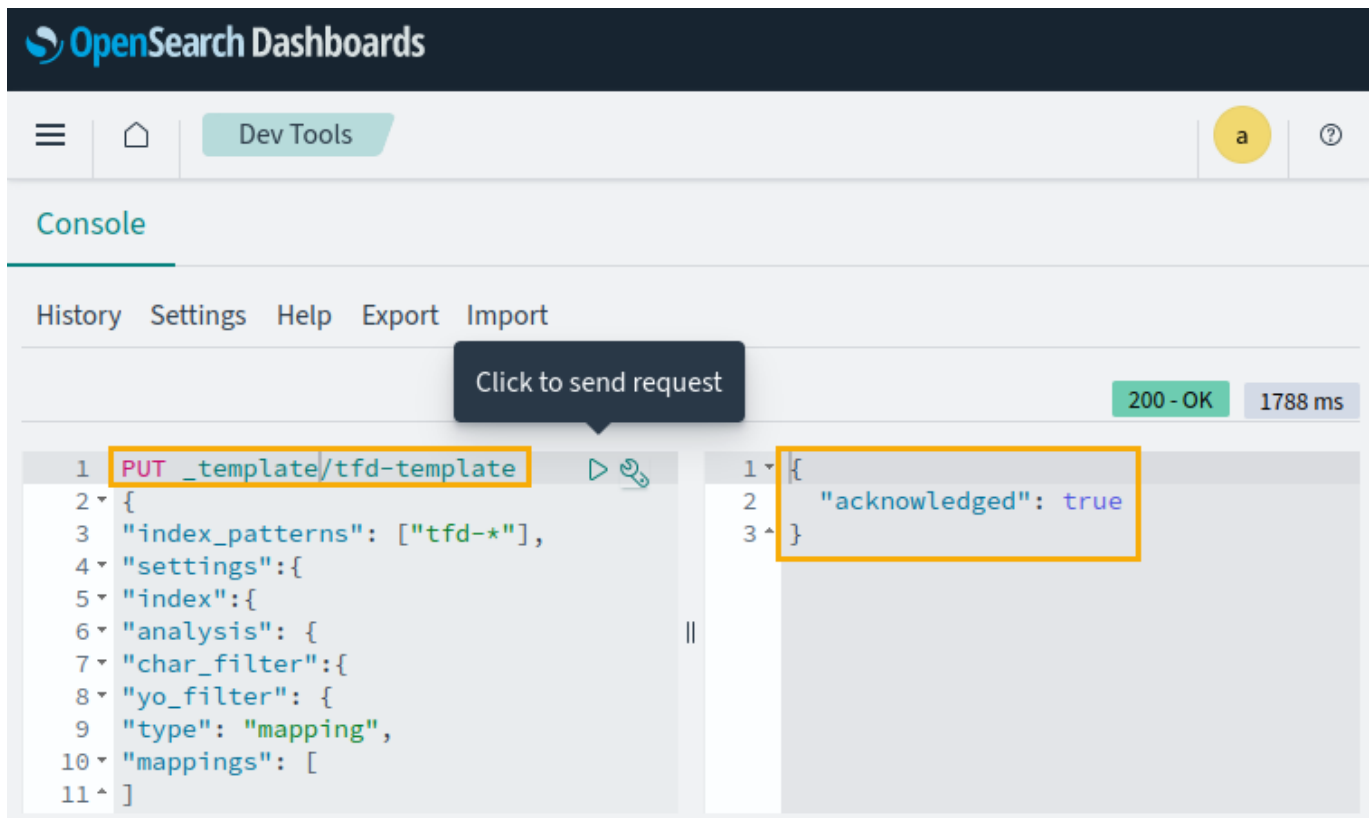 OpenSearch Dashboards
Dev Tools
a
?
Console
History Settings Help Export Import
Click to send request
200 - OK 1788 ms
1 PUT _template/tfd-template
2 {
3 "index_patterns": ["tfd-*"],
4 "settings":{
5 "index":{
6 "analysis": {
7 "char_filter":{
8 "yo_filter": {
9 "type": "mapping",
10 "mappings": [
11 ]
1 {
2 "acknowledged": true
3 }